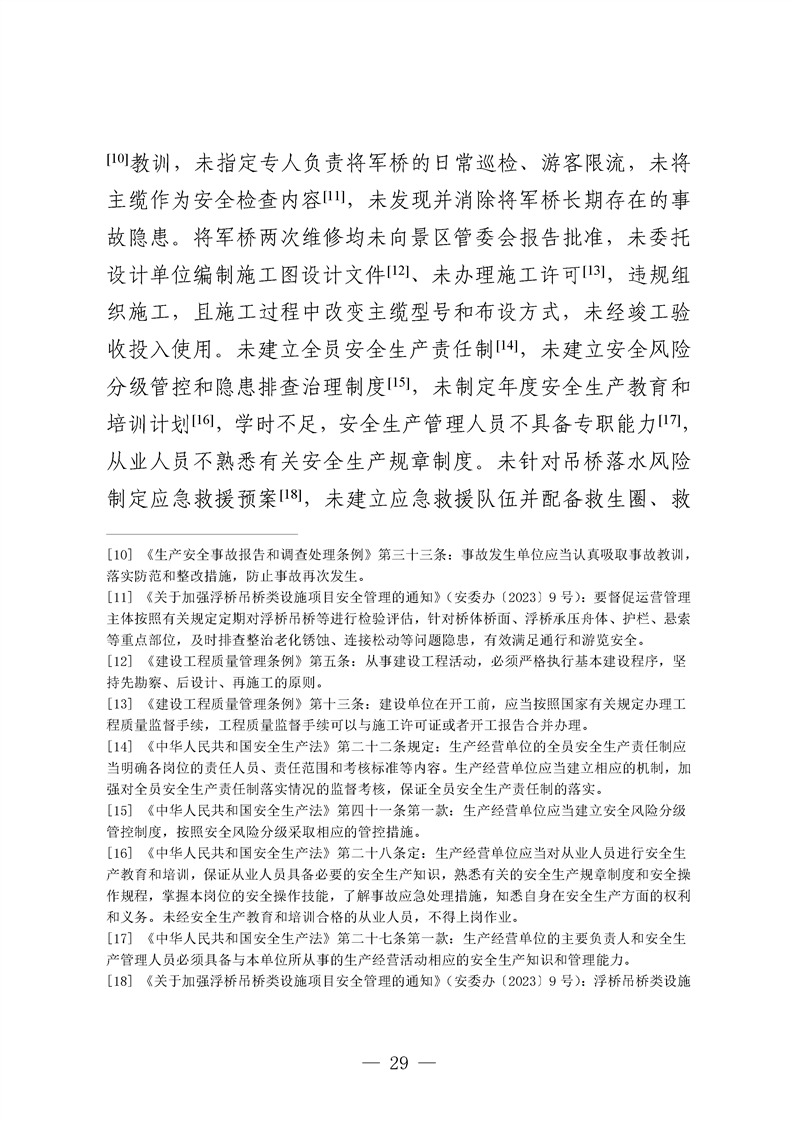 [10]教训，未指定专人负责将军桥的日常巡检、游客限流，未将
主缆作为安全检查内容[11]，未发现并消除将军桥长期存在的事
故隐患。将军桥两次维修均未向景区管委会报告批准，未委托
设计单位编制施工图设计文件[12]、未办理施工许可[13]，违规组
织施工，且施工过程中改变主缆型号和布设方式，未经竣工验
收投入使用。未建立全员安全生产责任制[14]，未建立安全风险
分级管控和隐患排查治理制度[15]，未制定年度安全生产教育和
培训计划[16]，学时不足，安全生产管理人员不具备专职能力[17]，
从业人员不熟悉有关安全生产规章制度。未针对吊桥落水风险
制定应急救援预案[18]，未建立应急救援队伍并配备救生圈、救
[10] 《生产安全事故报告和调查处理条例》第三十三条：事故发生单位应当认真吸取事故教训，
落实防范和整改措施，防止事故再次发生。
[11] 《关于加强浮桥吊桥类设施项目安全管理的通知》（安委办〔2023〕9 号）：要督促运营管理
主体按照有关规定定期对浮桥吊桥等进行检验评估，针对桥体桥面、浮桥承压舟体、护栏、悬索
等重点部位，及时排查整治老化锈蚀、连接松动等问题隐患，有效满足通行和游览安全。
[12] 《建设工程质量管理条例》第五条：从事建设工程活动，必须严格执行基本建设程序，坚
持先勘察、后设计、再施工的原则。
[13] 《建设工程质量管理条例》第十三条：建设单位在开工前，应当按照国家有关规定办理工
程质量监督手续，工程质量监督手续可以与施工许可证或者开工报告合并办理。
[14] 《中华人民共和国安全生产法》第二十二条规定：生产经营单位的全员安全生产责任制应
当明确各岗位的责任人员、责任范围和考核标准等内容。生产经营单位应当建立相应的机制，加
强对全员安全生产责任制落实情况的监督考核，保证全员安全生产责任制的落实。
[15] 《中华人民共和国安全生产法》第四十一条第一款：生产经营单位应当建立安全风险分级
管控制度，按照安全风险分级采取相应的管控措施。
[16] 《中华人民共和国安全生产法》第二十八条定：生产经营单位应当对从业人员进行安全生
产教育和培训，保证从业人员具备必要的安全生产知识，熟悉有关的安全生产规章制度和安全操
作规程，掌握本岗位的安全操作技能，了解事故应急处理措施，知悉自身在安全生产方面的权利
和义务。未经安全生产教育和培训合格的从业人员，不得上岗作业。
[17] 《中华人民共和国安全生产法》第二十七条第一款：生产经营单位的主要负责人和安全生
产管理人员必须具备与本单位所从事的生产经营活动相应的安全生产知识和管理能力。
[18] 《关于加强浮桥吊桥类设施项目安全管理的通知》（安委办〔2023〕9 号）：浮桥吊桥类设施
— 29 —